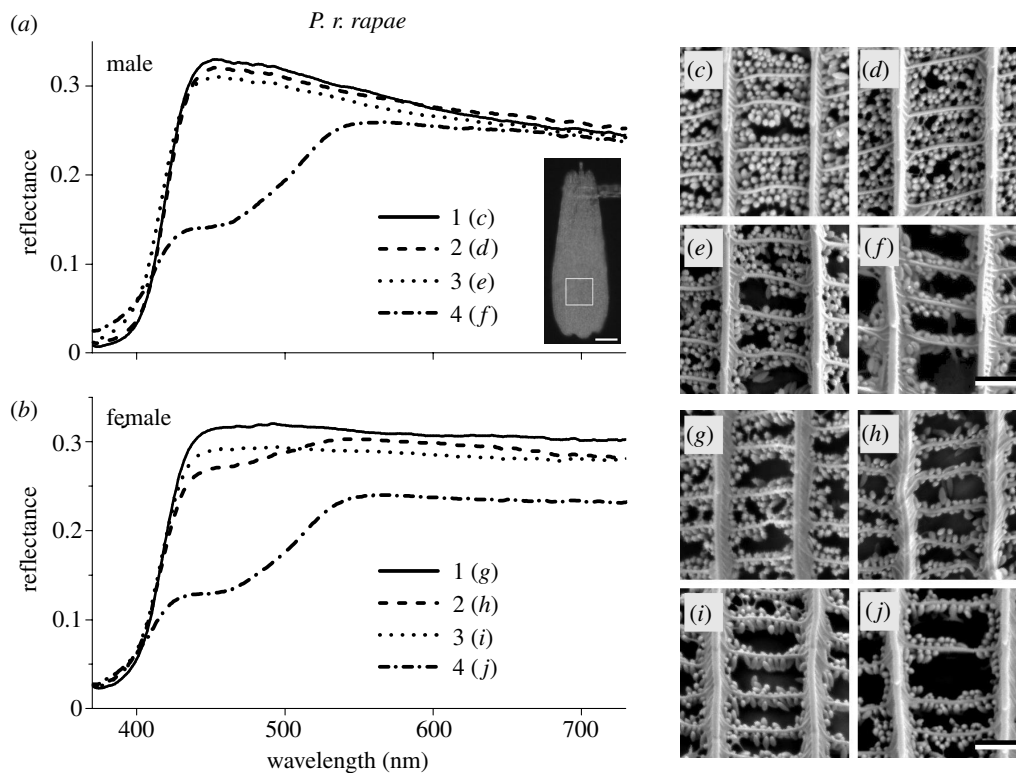 P. r. rapae
(a)
male
0.3
0.2
0.1
0
reflectance
1 (c)
2 (d)
3 (e)
4 (f)
(b)
female
0.3
0.2
0.1
0
reflectance
1 (g)
2 (h)
3 (i)
4 (j)
400
500
600
700
wavelength (nm)
(c)
(d)
(e)
(f)
(g)
(h)
(i)
(j)